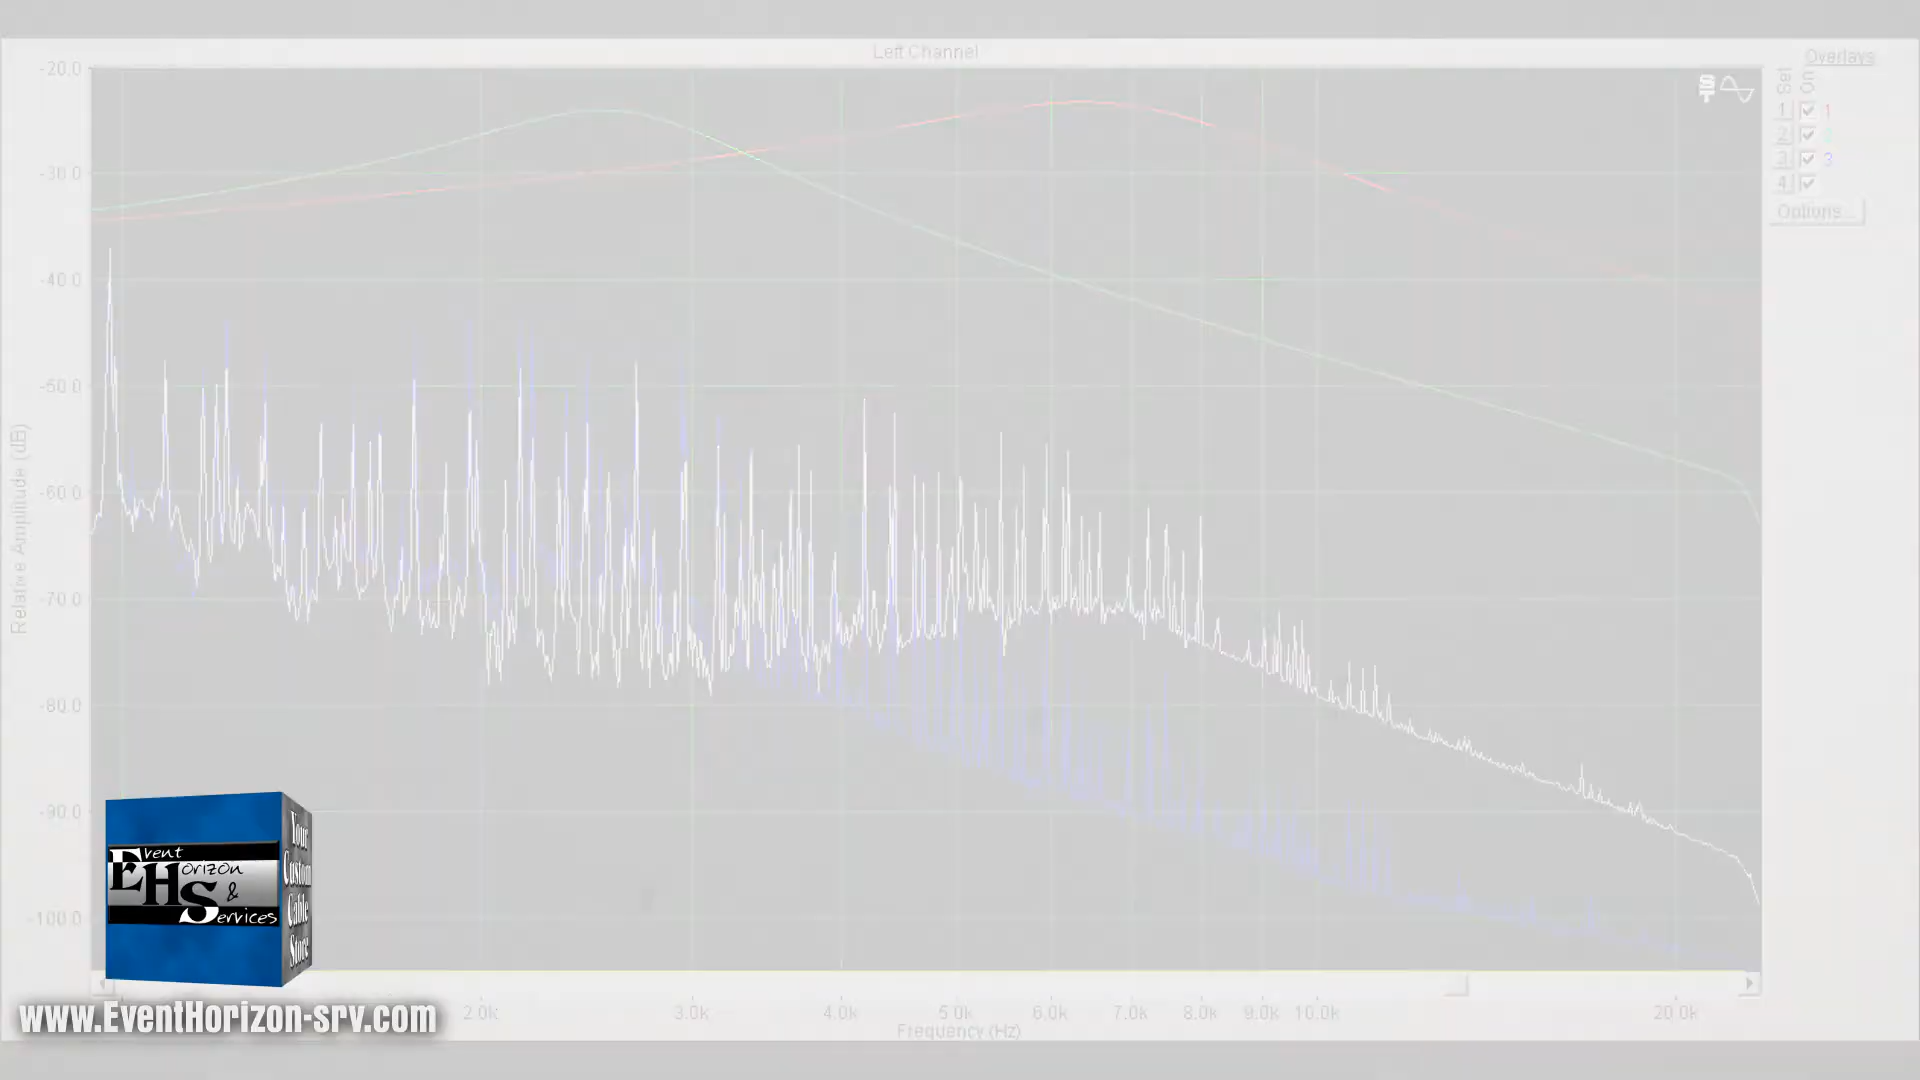 Left Channel
Overlays
Sel
On
-20.0
-30.0
-40.0
-50.0
-60.0
-70.0
-80.0
-90.0
-100.0
Relative Amplitude (dB)
1 1
2
3 3
4
Options...
2.0k 3.0k 4.0k 5.0k 6.0k 7.0k 8.0k 9.0k 10.0k 20.0k
Frequency (Hz)
Event
Horizon
&
Services
EHS
Your
Custom
Cable
Store
www.EventHorizon-srv.com